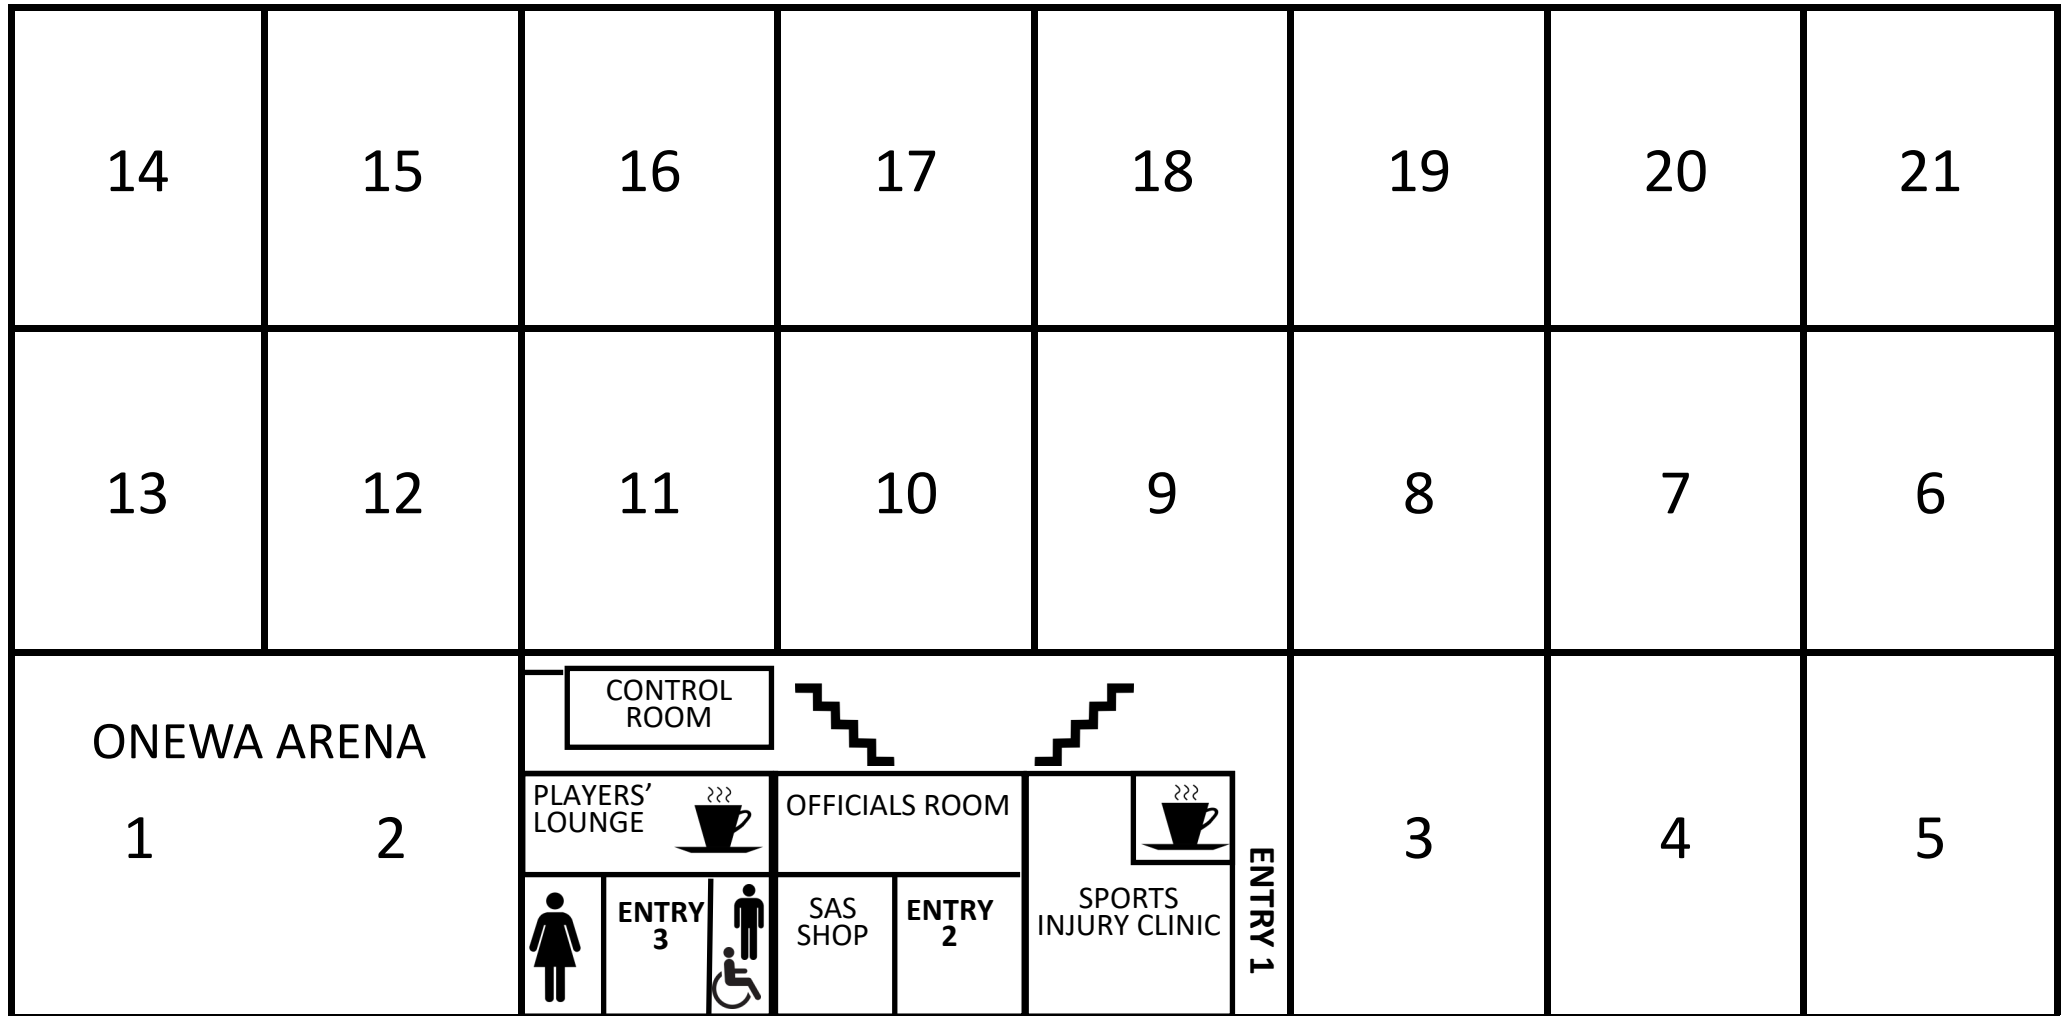 14
15
16
17
18
19
20
21
13
12
11
10
9
8
7
6
ONEWA ARENA
1
2
CONTROL
ROOM
PLAYERS'
LOUNGE
OFFICIALS ROOM
ENTRY
3
SAS
SHOP
ENTRY
2
SPORTS
INJURY CLINIC
ENTRY 1
3
4
5